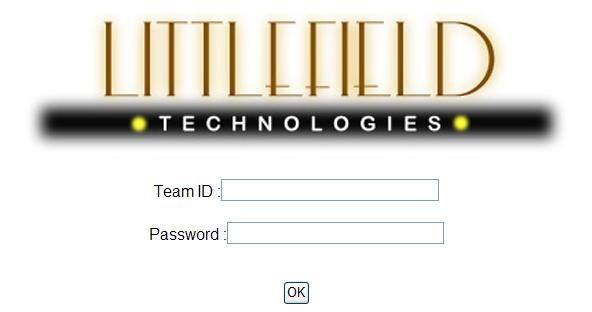 LITTLEFIELD
TECHNOLOGIES
Team ID :
Password :
OK